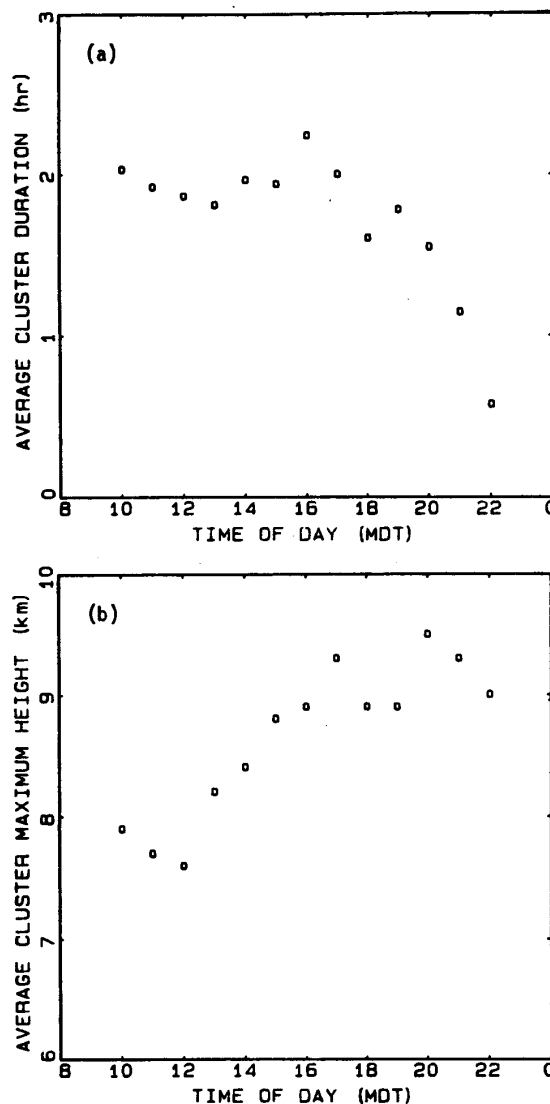 (a)
AVERAGE CLUSTER DURATION (hr)
3
2
1
0
8 10 12 14 16 18 20 22
TIME OF DAY (MDT)
(b)
AVERAGE CLUSTER MAXIMUM HEIGHT (km)
10
9
8
7
6
8 10 12 14 16 18 20 22
TIME OF DAY (MDT)